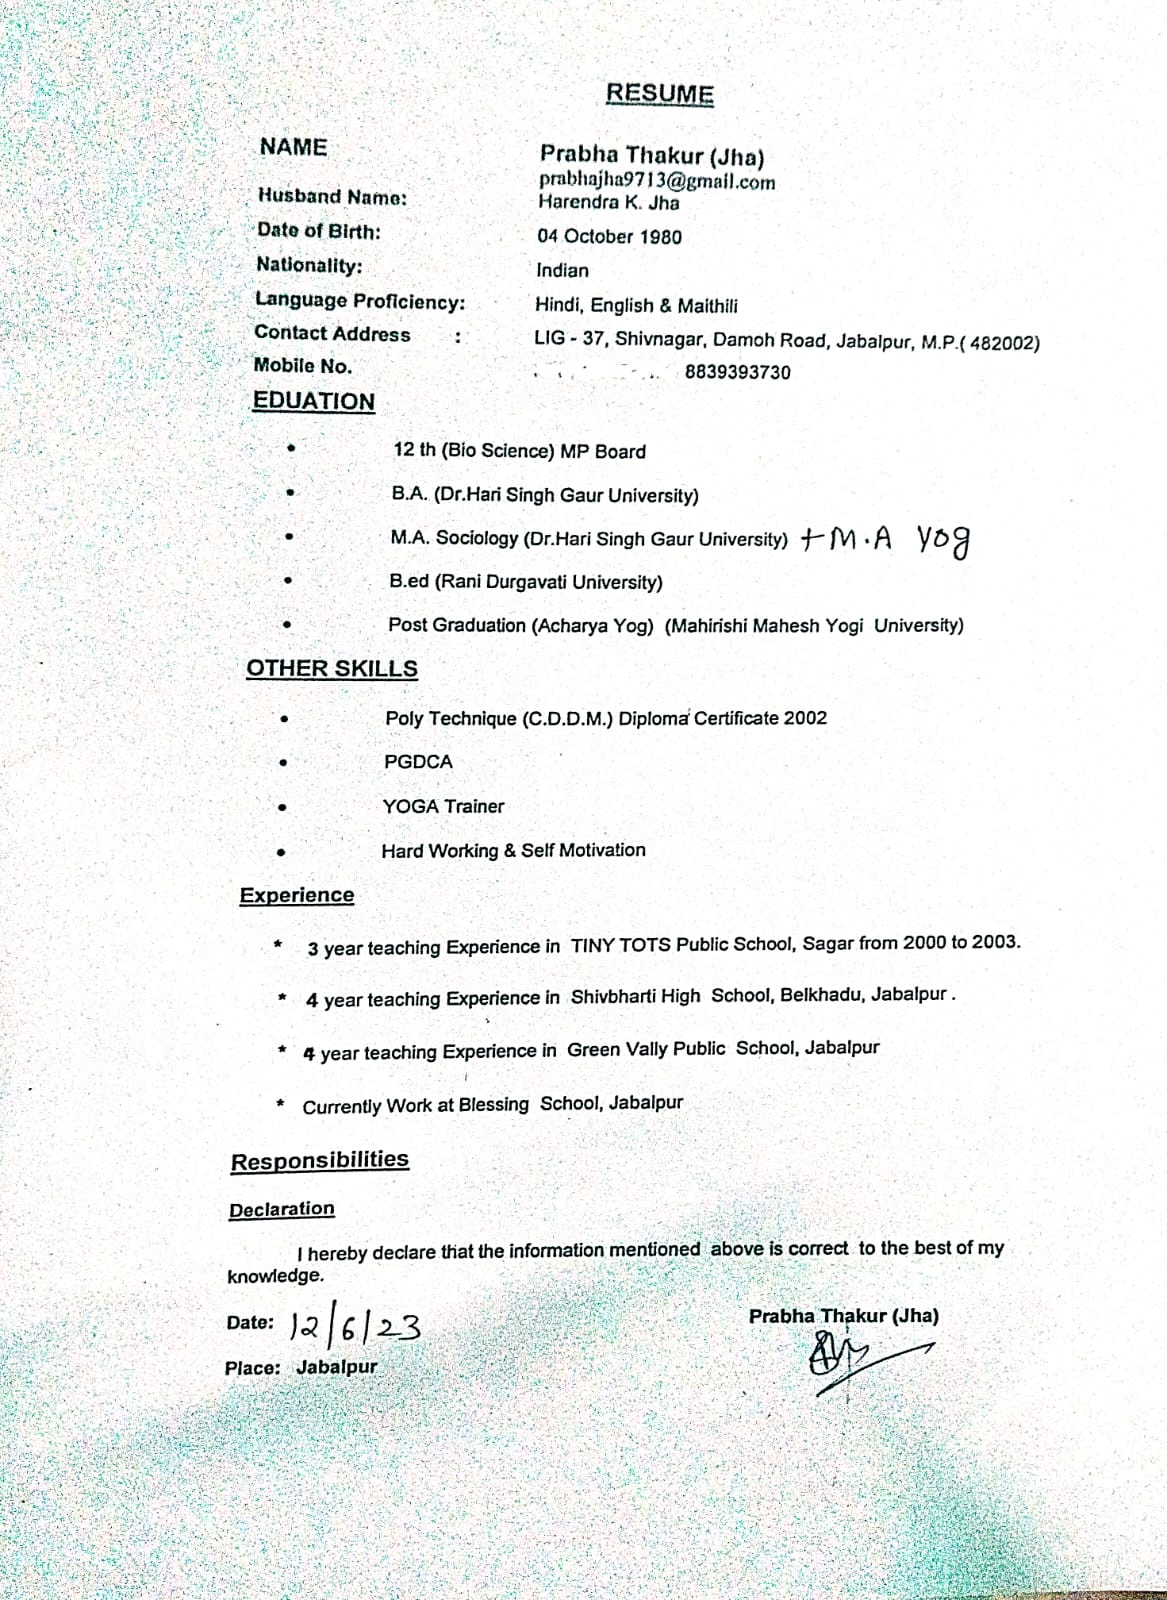 RESUME
NAME Prabha Thakur (Jha)
prabhajha9713@gmail.com
Husband Name: Harendra K. Jha
Date of Birth: 04 October 1980
Nationality: Indian
Language Proficiency: Hindi, English & Maithili
Contact Address : LIG - 37, Shivnagar, Damoh Road, Jabalpur, M.P.( 482002)
Mobile No. 8839393730
EDUATION
• 12 th (Bio Science) MP Board
• B.A. (Dr.Hari Singh Gaur University)
• M.A. Sociology (Dr.Hari Singh Gaur University) + M.A Yog
• B.ed (Rani Durgavati University)
• Post Graduation (Acharya Yog) (Mahirishi Mahesh Yogi University)
OTHER SKILLS
• Poly Technique (C.D.D.M.) Diploma Certificate 2002
• PGDCA
• YOGA Trainer
• Hard Working & Self Motivation
Experience
* 3 year teaching Experience in TINY TOTS Public School, Sagar from 2000 to 2003.
* 4 year teaching Experience in Shivbharti High School, Belkhadu, Jabalpur .
* 4 year teaching Experience in Green Vally Public School, Jabalpur
* Currently Work at Blessing School, Jabalpur
Responsibilities
Declaration
I hereby declare that the information mentioned above is correct to the best of my
knowledge.
Date: 12/6/23 Prabha Thakur (Jha)
Place: Jabalpur